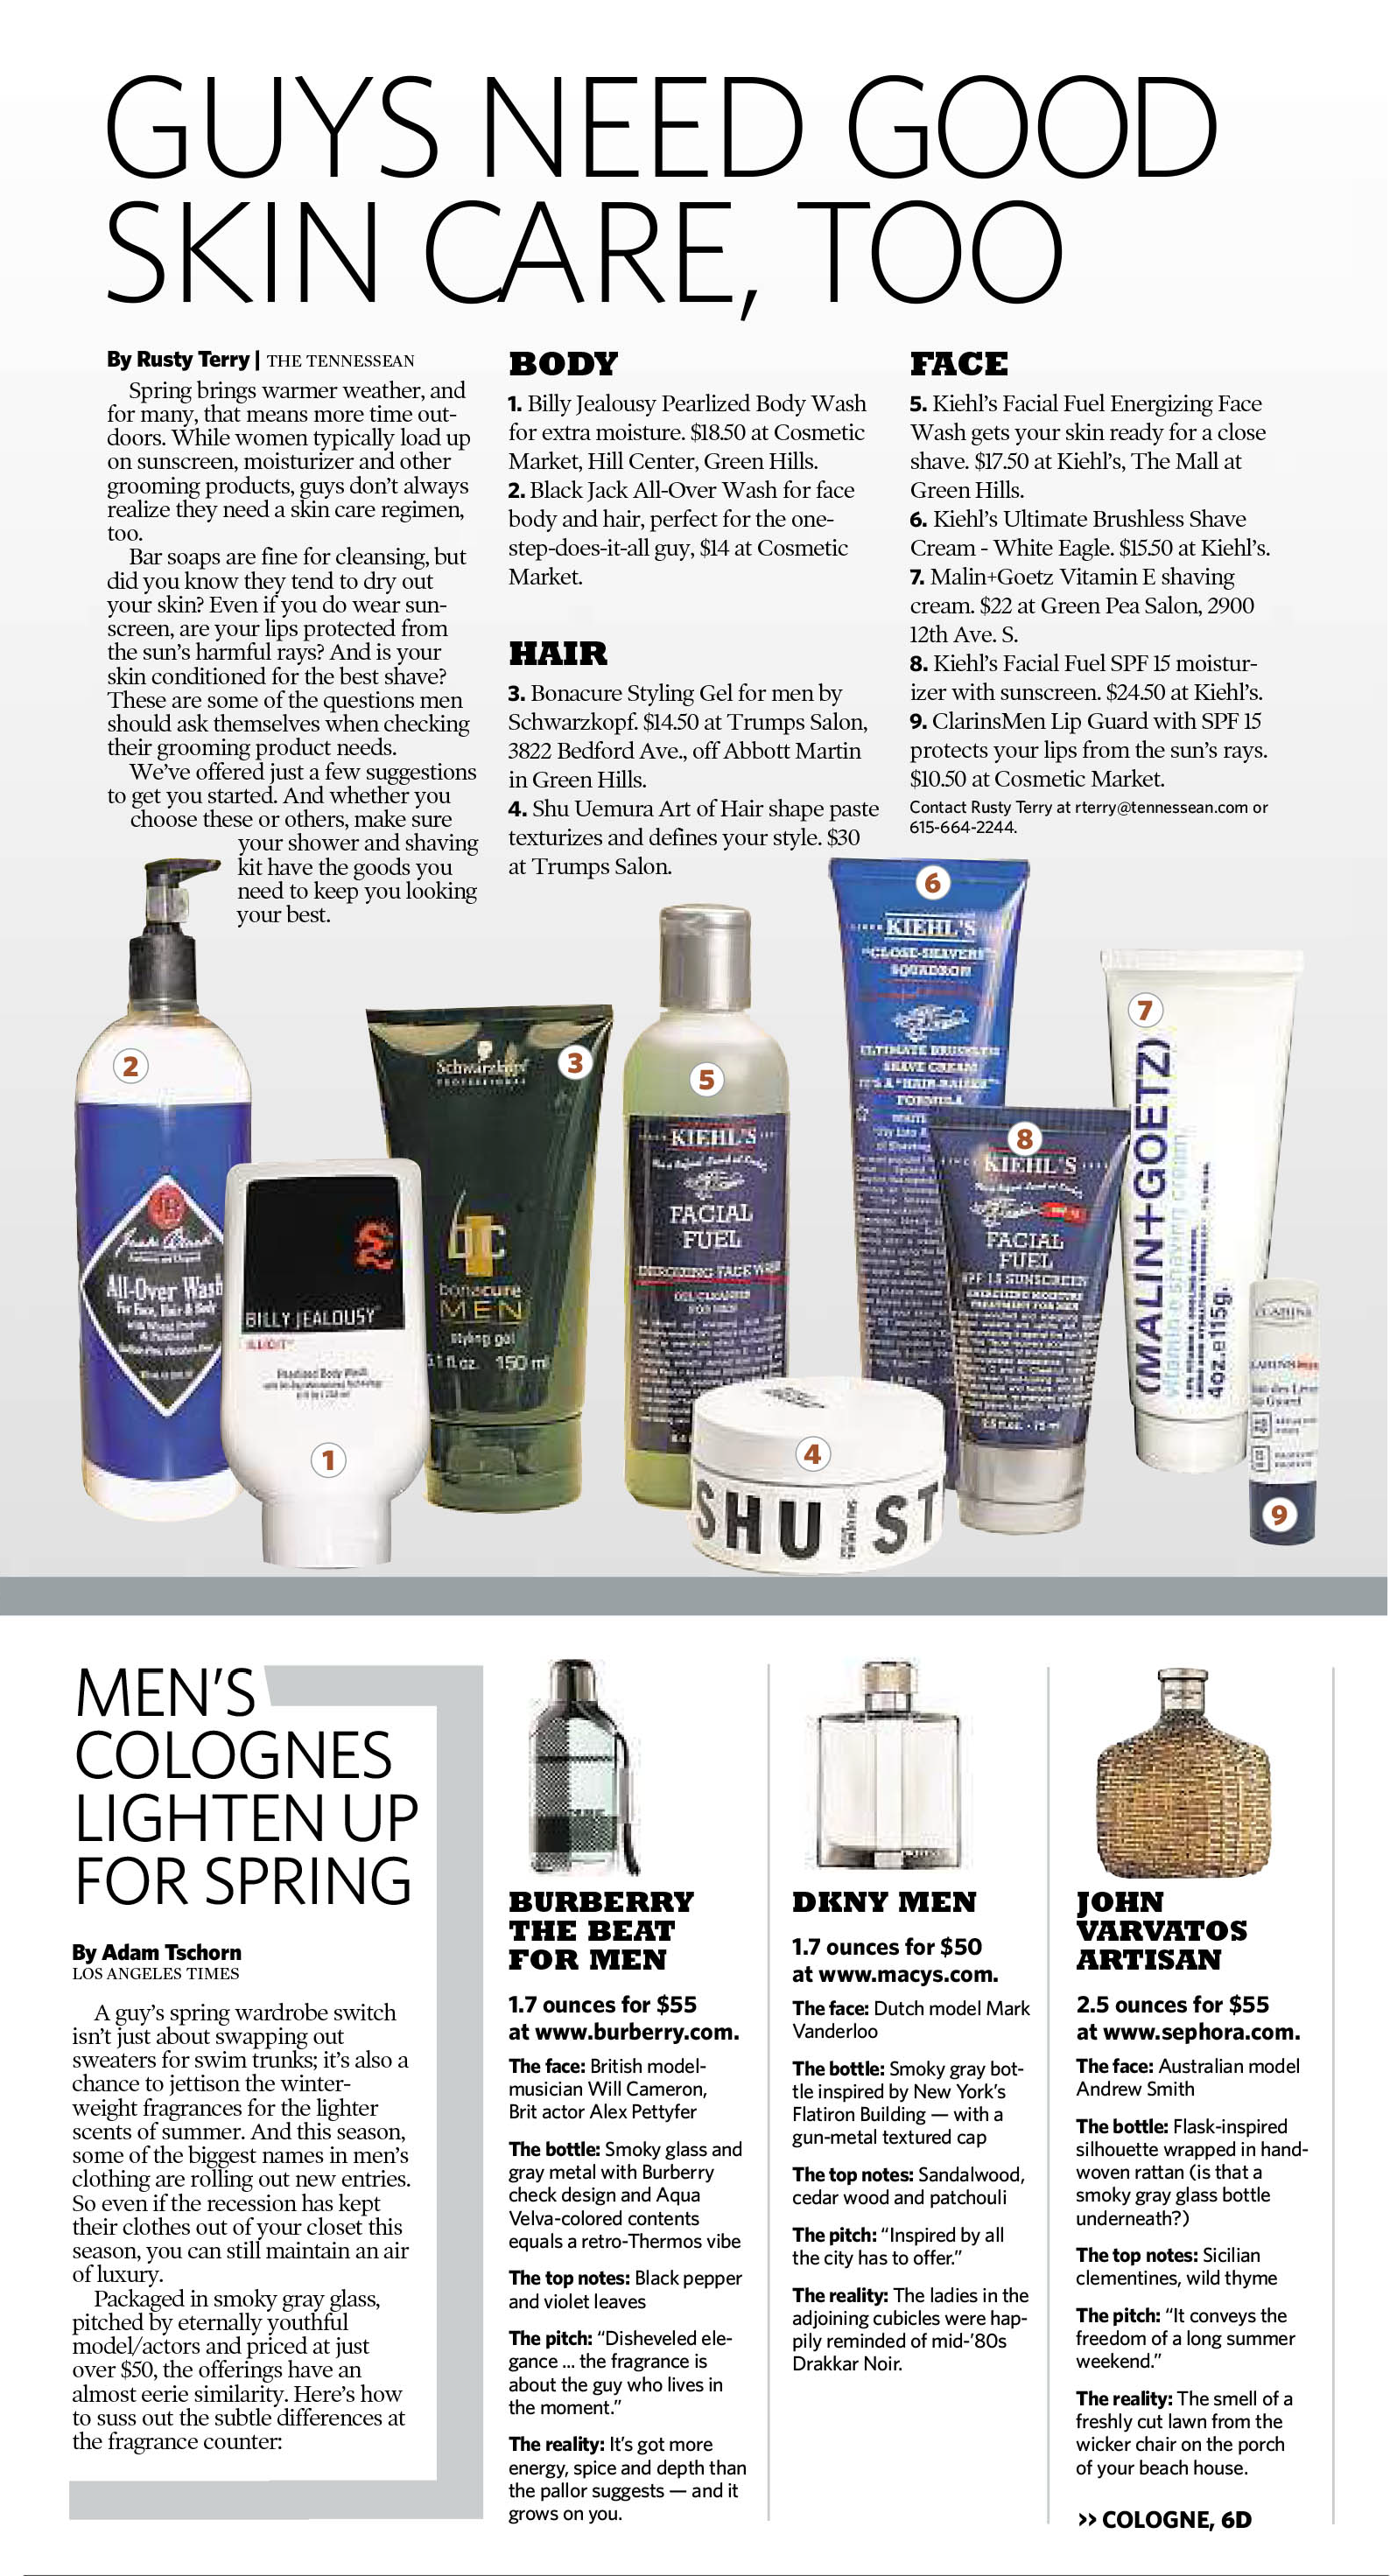 GUYS NEED GOOD
SKIN CARE, TOO
By Rusty Terry | THE TENNESSEAN
Spring brings warmer weather, and
for many, that means more time out-
doors. While women typically load up
on sunscreen, moisturizer and other
grooming products, guys don’t always
realize they need a skin care regimen,
too.
Bar soaps are fine for cleansing, but
did you know they tend to dry out
your skin? Even if you do wear sun-
screen, are your lips protected from
the sun’s harmful rays? And is your
skin conditioned for the best shave?
These are some of the questions men
should ask themselves when checking
their grooming product needs.
We’ve offered just a few suggestions
to get you started. And whether you
choose these or others, make sure
your shower and shaving
kit have the goods you
need to keep you looking
your best.
BODY
1. Billy Jealousy Pearlized Body Wash
for extra moisture. $18.50 at Cosmetic
Market, Hill Center, Green Hills.
2. Black Jack All-Over Wash for face
body and hair, perfect for the one-
step-does-it-all guy, $14 at Cosmetic
Market.
HAIR
3. Bonacure Styling Gel for men by
Schwarzkopf. $14.50 at Trumps Salon,
3822 Bedford Ave., off Abbott Martin
in Green Hills.
4. Shu Uemura Art of Hair shape paste
texturizes and defines your style. $30
at Trumps Salon.
FACE
5. Kiehl’s Facial Fuel Energizing Face
Wash gets your skin ready for a close
shave. $17.50 at Kiehl’s, The Mall at
Green Hills.
6. Kiehl’s Ultimate Brushless Shave
Cream - White Eagle. $15.50 at Kiehl’s.
7. Malin+Goetz Vitamin E shaving
cream. $22 at Green Pea Salon, 2900
12th Ave. S.
8. Kiehl’s Facial Fuel SPF 15 moistur-
izer with sunscreen. $24.50 at Kiehl’s.
9. ClarinsMen Lip Guard with SPF 15
protects your lips from the sun’s rays.
$10.50 at Cosmetic Market.
Contact Rusty Terry at rterry@tennessean.com or
615-664-2244.
2
All-Over Wash
For Face, Hair & Body
BILLY JEALOUSY
1
Schwarzkopf
PROFESSIONAL
3
bc
bonacure
MEN
styling gel
150 ml
5
KIEHL'S
FACIAL
FUEL
ENERGIZING FACE WASH
GEL CLEANSER
FOR MEN
4
SHU ST
6
KIEHL'S
"CLOSE-SHAVERS"
SQUADRON
ULTIMATE BRUSHLESS
SHAVE CREAM
IT'S A "HAIR-RAISER"
FORMULA
WHITE
8
KIEHL'S
FACIAL
FUEL
SPF 15 SUNSCREEN
7
(MALIN+GOETZ)
vitamin e shaving cream
4oz.e115g.
CLARINS
9
MEN’S
COLOGNES
LIGHTEN UP
FOR SPRING
By Adam Tschorn
LOS ANGELES TIMES
A guy’s spring wardrobe switch
isn’t just about swapping out
sweaters for swim trunks; it’s also a
chance to jettison the winter-
weight fragrances for the lighter
scents of summer. And this season,
some of the biggest names in men’s
clothing are rolling out new entries.
So even if the recession has kept
their clothes out of your closet this
season, you can still maintain an air
of luxury.
Packaged in smoky gray glass,
pitched by eternally youthful
model/actors and priced at just
over $50, the offerings have an
almost eerie similarity. Here’s how
to suss out the subtle differences at
the fragrance counter:
BURBERRY
THE BEAT
FOR MEN
1.7 ounces for $55
at www.burberry.com.
The face: British model-
musician Will Cameron,
Brit actor Alex Pettyfer
The bottle: Smoky glass and
gray metal with Burberry
check design and Aqua
Velva-colored contents
equals a retro-Thermos vibe
The top notes: Black pepper
and violet leaves
The pitch: “Disheveled ele-
gance ... the fragrance is
about the guy who lives in
the moment.”
The reality: It’s got more
energy, spice and depth than
the pallor suggests — and it
grows on you.
DKNY MEN
1.7 ounces for $50
at www.macys.com.
The face: Dutch model Mark
Vanderloo
The bottle: Smoky gray bot-
tle inspired by New York’s
Flatiron Building — with a
gun-metal textured cap
The top notes: Sandalwood,
cedar wood and patchouli
The pitch: “Inspired by all
the city has to offer.”
The reality: The ladies in the
adjoining cubicles were hap-
pily reminded of mid-’80s
Drakkar Noir.
JOHN
VARVATOS
ARTISAN
2.5 ounces for $55
at www.sephora.com.
The face: Australian model
Andrew Smith
The bottle: Flask-inspired
silhouette wrapped in hand-
woven rattan (is that a
smoky gray glass bottle
underneath?)
The top notes: Sicilian
clementines, wild thyme
The pitch: “It conveys the
freedom of a long summer
weekend.”
The reality: The smell of a
freshly cut lawn from the
wicker chair on the porch
of your beach house.
>> COLOGNE, 6D